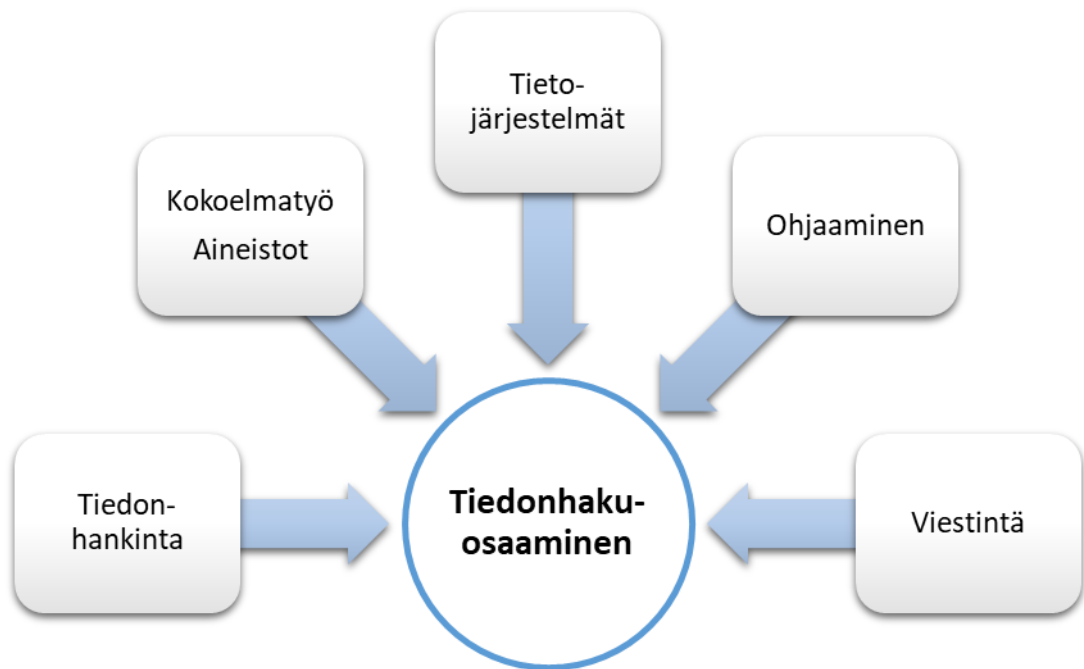 Tieto-
järjestelmät
Kokoelmatyö
Aineistot
Ohjaaminen
Tiedon-
hankinta
Tiedonhaku-
osaaminen
Viestintä